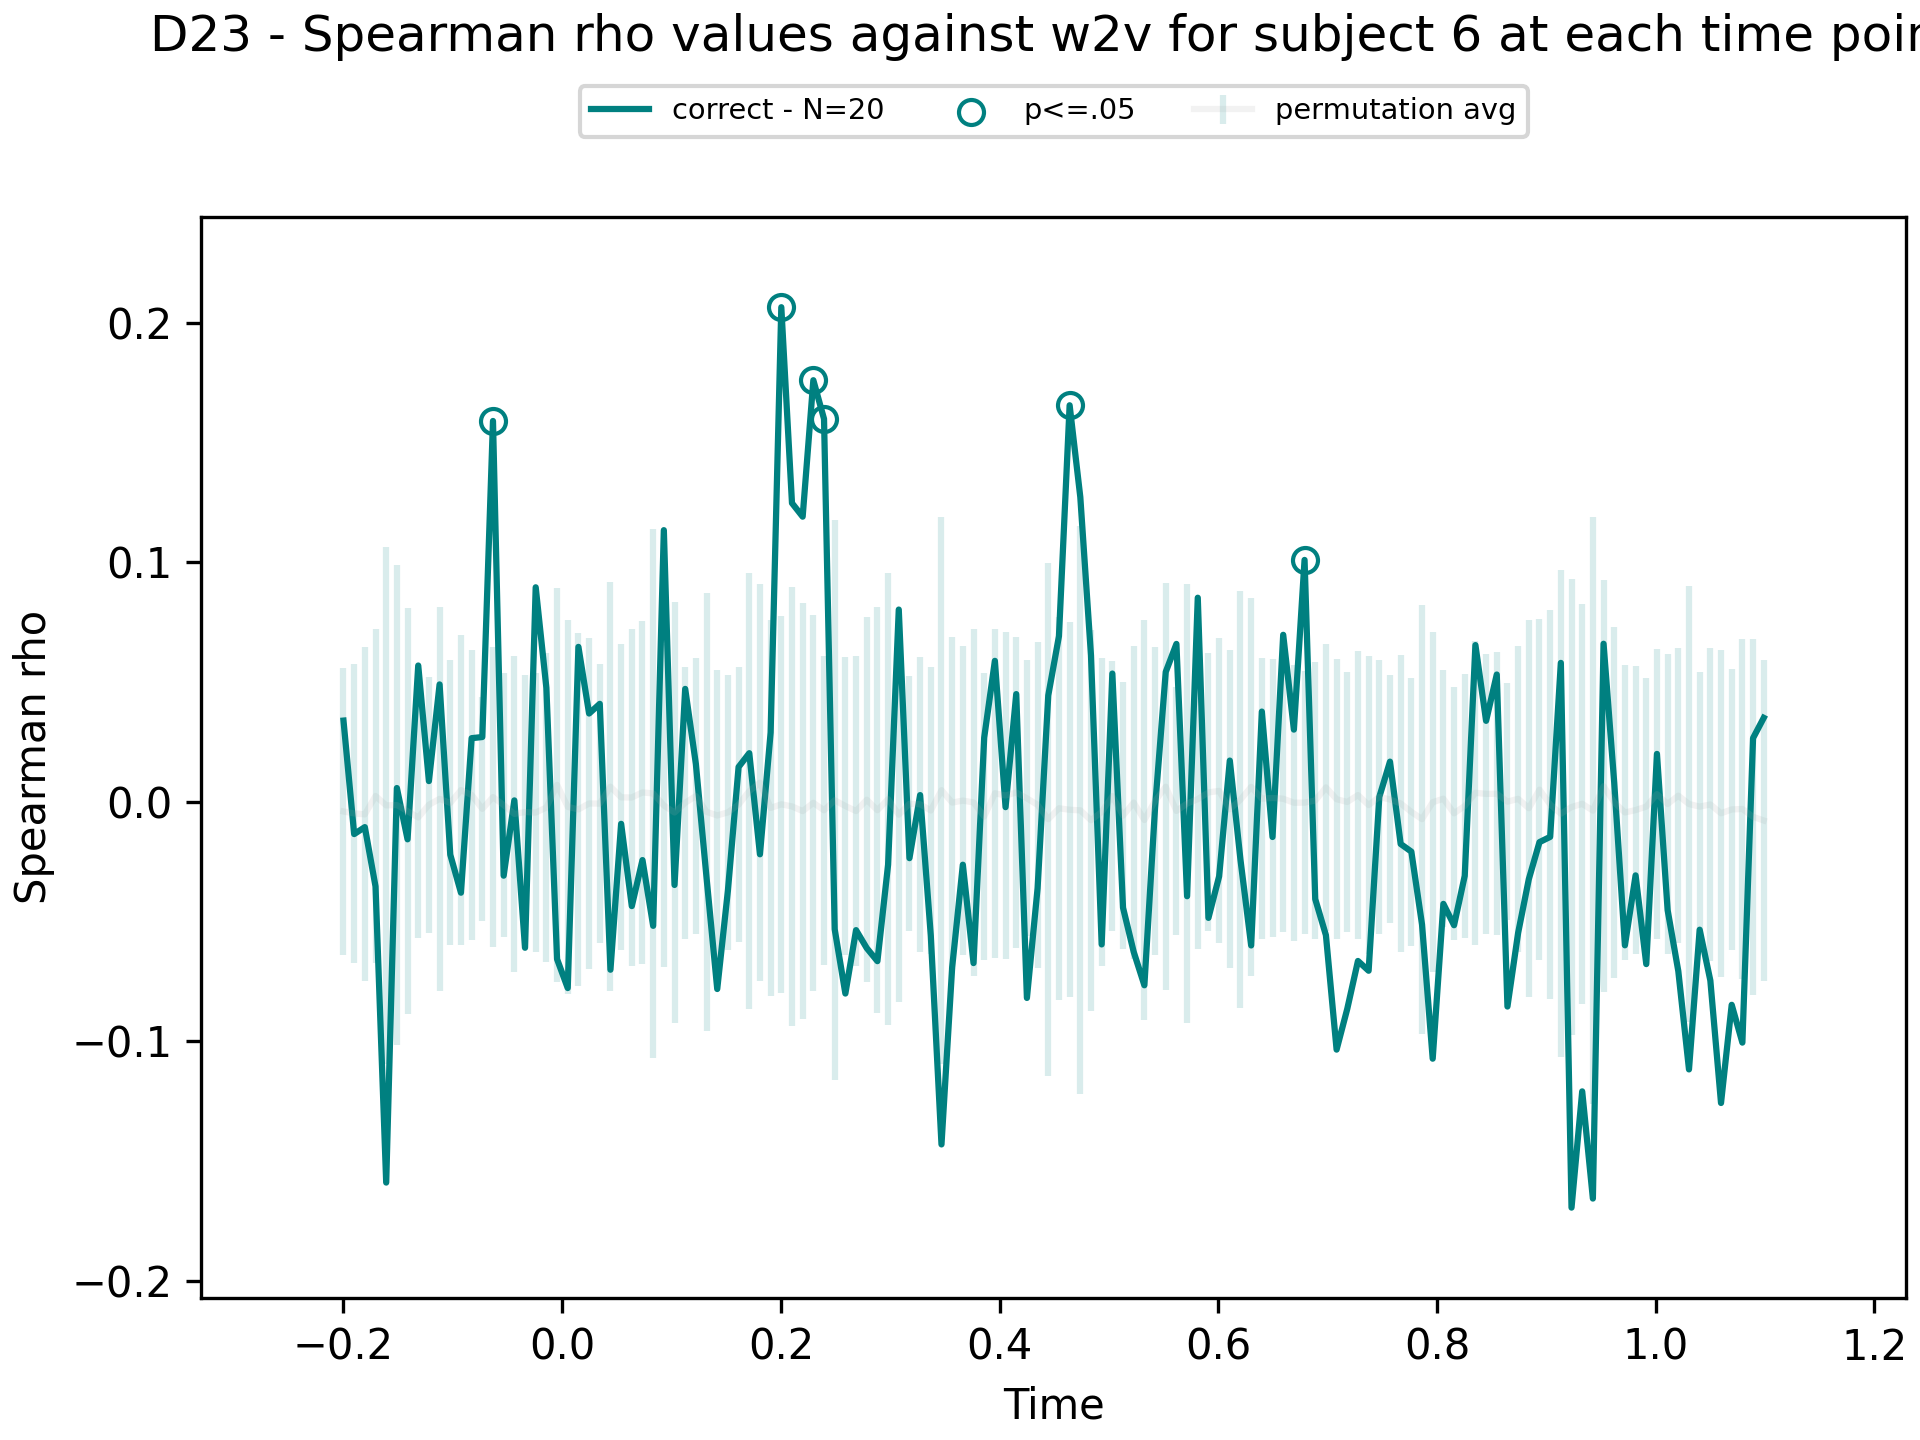 D23 - Spearman rho values against w2v for subject 6 at each time poin
correct - N=20 p<=.05 permutation avg
Spearman rho
0.2
0.1
0.0
−0.1
−0.2
−0.2 0.0 0.2 0.4 0.6 0.8 1.0 1.2
Time